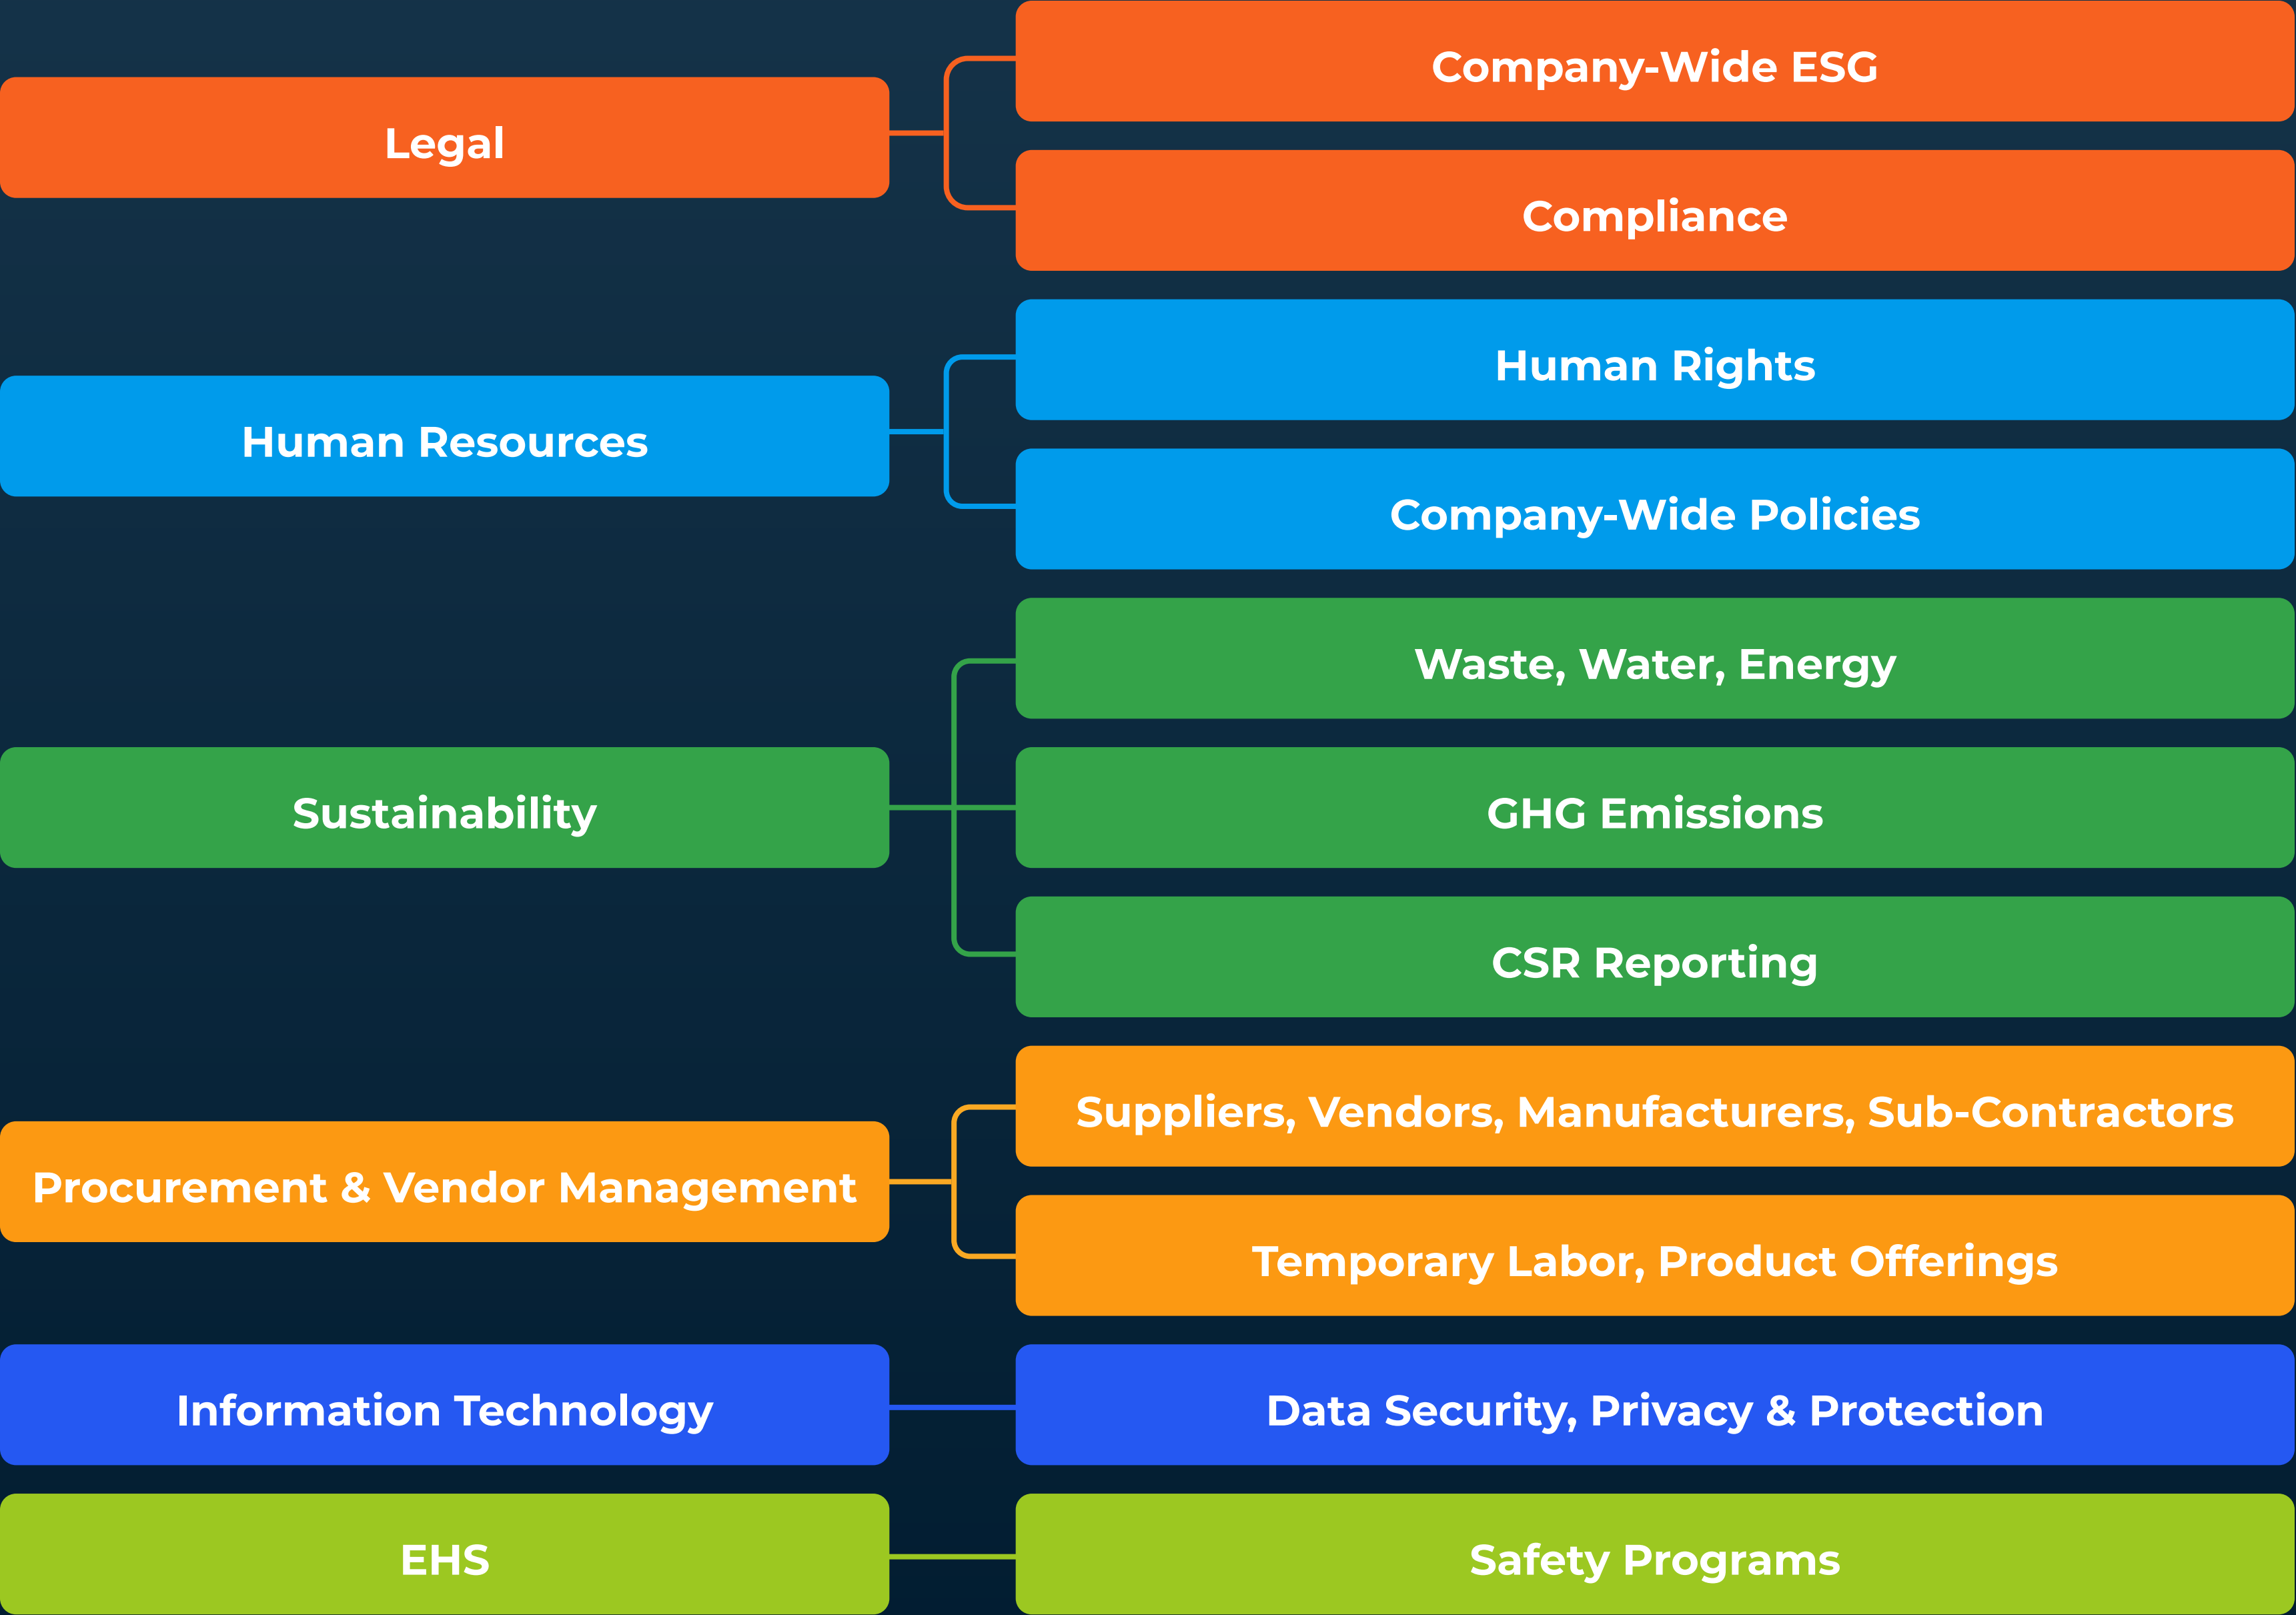 Legal
Company-Wide ESG
Compliance
Human Resources
Human Rights
Company-Wide Policies
Sustainability
Waste, Water, Energy
GHG Emissions
CSR Reporting
Procurement & Vendor Management
Suppliers, Vendors, Manufacturers, Sub-Contractors
Temporary Labor, Product Offerings
Information Technology
Data Security, Privacy & Protection
EHS
Safety Programs